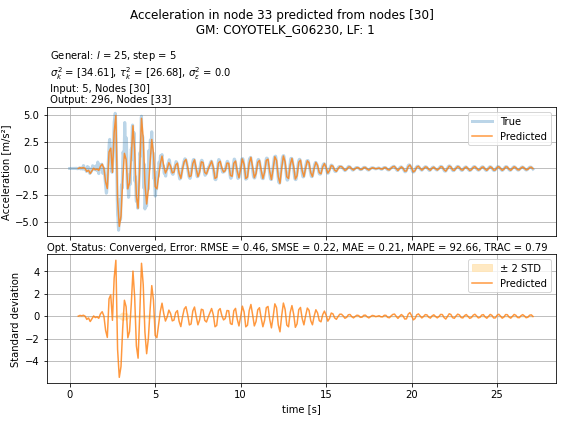 Acceleration in node 33 predicted from nodes [30]
GM: COYOTELK_G06230, LF: 1
General: l = 25, step = 5
σ²ₖ = [34.61], τ²ₖ = [26.68], σ²ε = 0.0
Input: 5, Nodes [30]
Output: 296, Nodes [33]
5.0
2.5
0.0
−2.5
−5.0
Acceleration [m/s²]
True
Predicted
Opt. Status: Converged, Error: RMSE = 0.46, SMSE = 0.22, MAE = 0.21, MAPE = 92.66, TRAC = 0.79
4
2
0
−2
−4
Standard deviation
± 2 STD
Predicted
0 5 10 15 20 25
time [s]